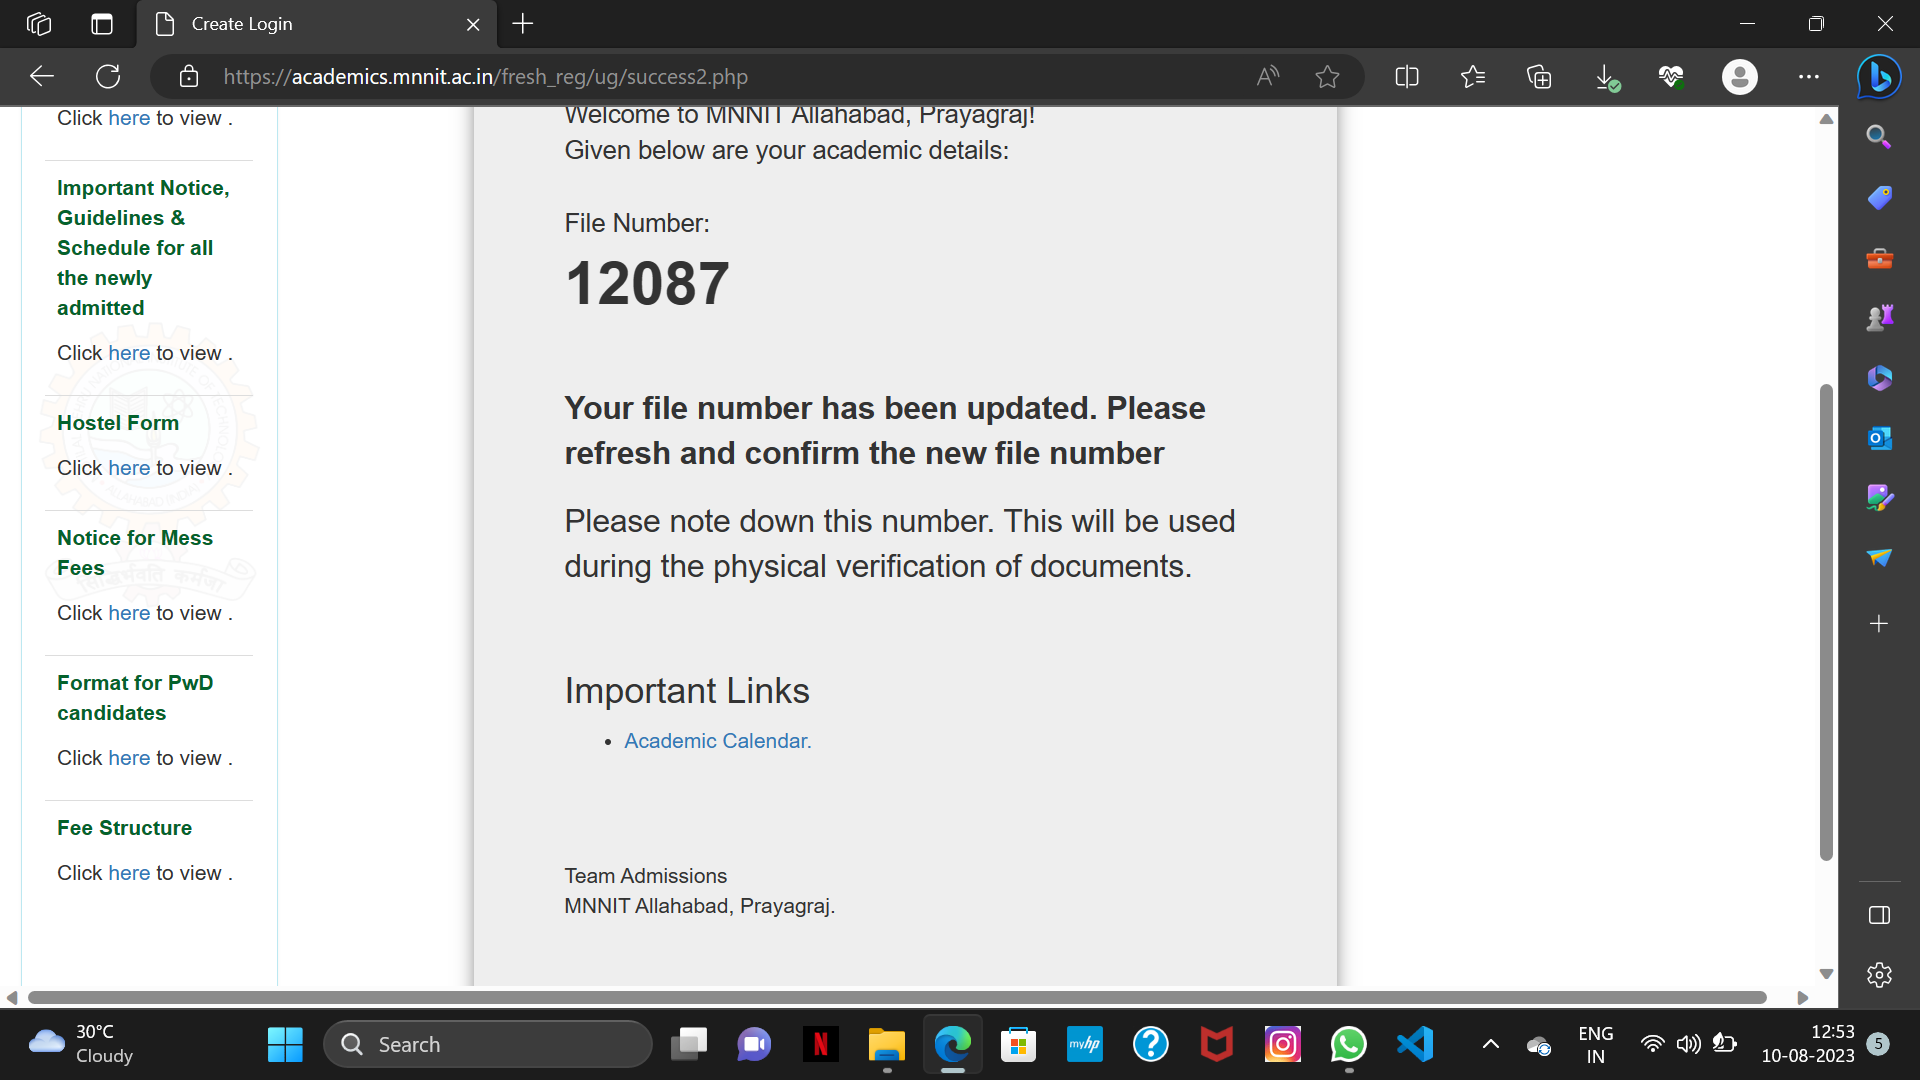 Create Login
https://academics.mnnit.ac.in/fresh_reg/ug/success2.php
Click here to view .
Important Notice,
Guidelines &
Schedule for all
the newly
admitted
Click here to view .
Hostel Form
Click here to view .
Notice for Mess
Fees
Click here to view .
Format for PwD
candidates
Click here to view .
Fee Structure
Click here to view .
Welcome to MNNIT Allahabad, Prayagraj!
Given below are your academic details:
File Number:
12087
Your file number has been updated. Please
refresh and confirm the new file number
Please note down this number. This will be used
during the physical verification of documents.
Important Links
• Academic Calendar.
Team Admissions
MNNIT Allahabad, Prayagraj.
30°C
Cloudy
Search
myhp
ENG
IN
12:53
10-08-2023
5